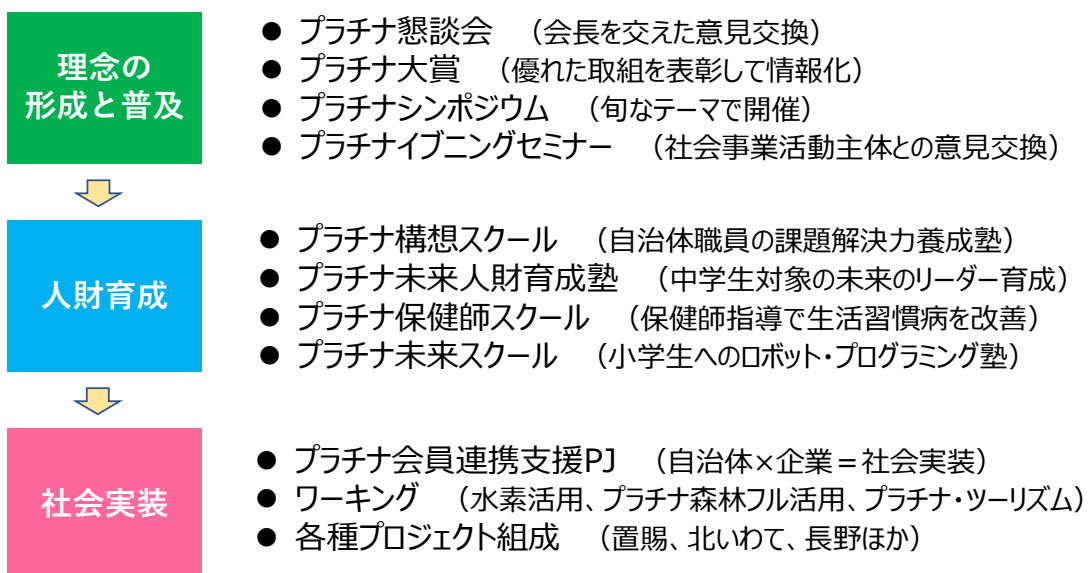 理念の
形成と普及
● プラチナ懇談会 （会長を交えた意見交換）
● プラチナ大賞 （優れた取組を表彰して情報化）
● プラチナシンポジウム （旬なテーマで開催）
● プラチナイブニングセミナー （社会事業活動主体との意見交換）
人財育成
● プラチナ構想スクール （自治体職員の課題解決力養成塾）
● プラチナ未来人財育成塾 （中学生対象の未来のリーダー育成）
● プラチナ保健師スクール （保健師指導で生活習慣病を改善）
● プラチナ未来スクール （小学生へのロボット・プログラミング塾）
社会実装
● プラチナ会員連携支援PJ （自治体×企業＝社会実装）
● ワーキング （水素活用、プラチナ森林フル活用、プラチナ・ツーリズム）
● 各種プロジェクト組成 （置賜、北いわて、長野ほか）